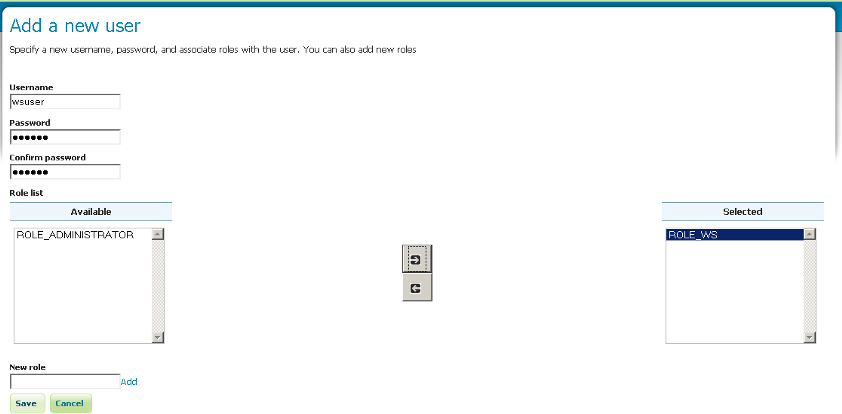 Add a new user
Specify a new username, password, and associate roles with the user. You can also add new roles
Username
wsuser
Password
●●●●●●
Confirm password
●●●●●●
Role list
Available
Selected
ROLE_ADMINISTRATOR
ROLE_WS
New role
Add
Save Cancel